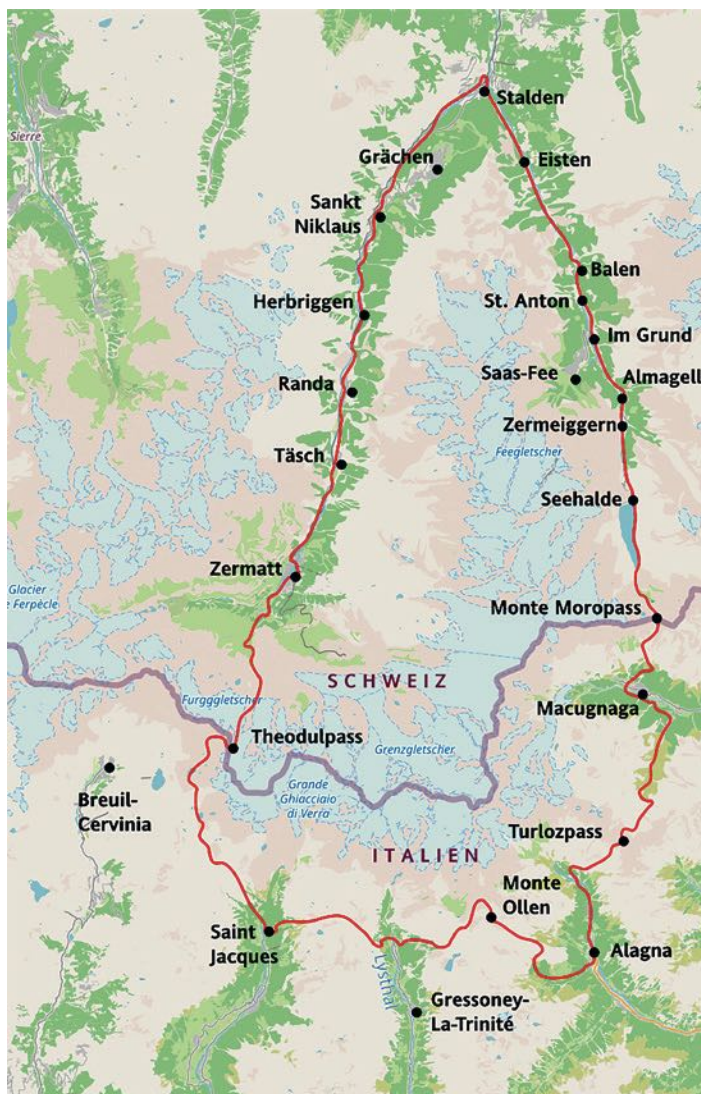 Stalden
Sierre
Grächen
Eisten
Sankt
Niklaus
Balen
St. Anton
Herbriggen
Im Grund
Saas-Fee
Almagell
Randa
Zermeiggern
Feegletscher
Täsch
Seehalde
Zermatt
Glacier
e Ferpècle
Monte Moropass
SCHWEIZ
Furggglctscher
Macugnaga
Theodulpass
Grenzgletscher
Breuil-
Cervinia
Grande
Ghiacciaio
di Verra
Turlozpass
ITALIEN
Monte
Ollen
Saint
Jacques
Alagna
Lysthal
Gressoney-
La-Trinité